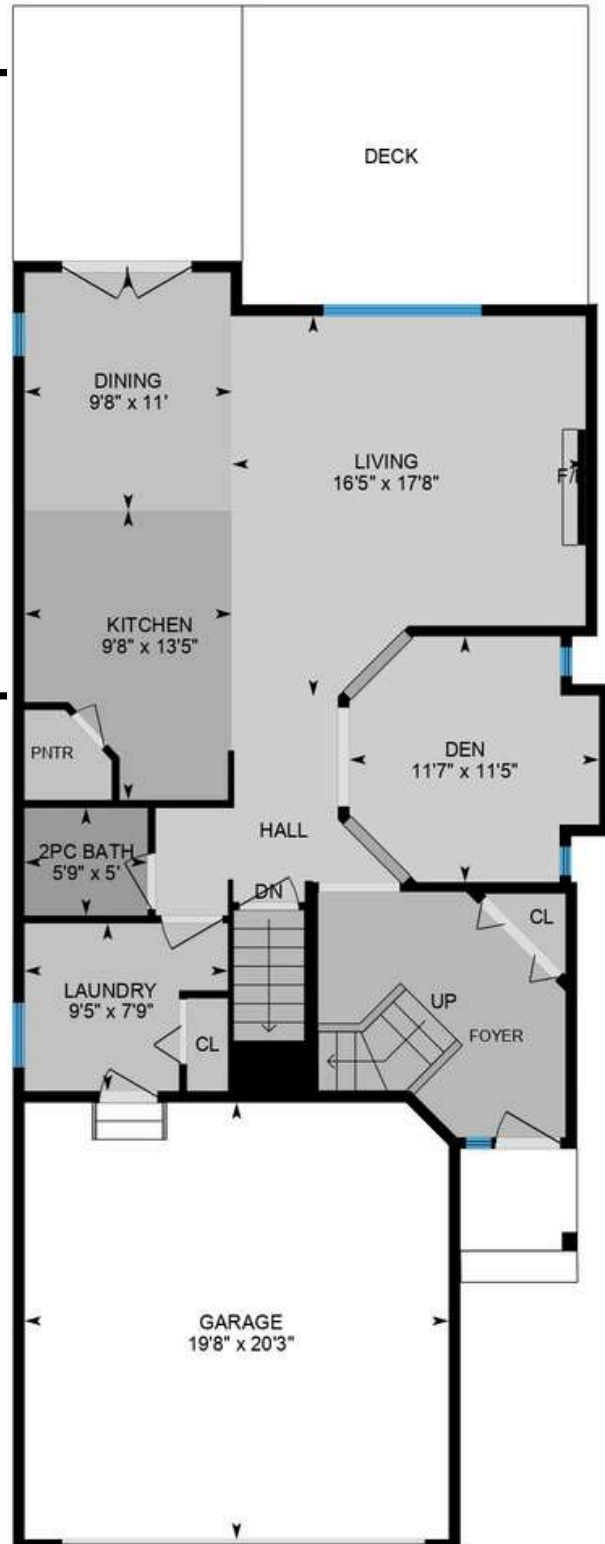 DECK
DINING
9'8" x 11'
LIVING
16'5" x 17'8"
KITCHEN
9'8" x 13'5"
PNTR
DEN
11'7" x 11'5"
HALL
2PC BATH
5'9" x 5'
DN
CL
LAUNDRY
9'5" x 7'9"
UP
FOYER
CL
GARAGE
19'8" x 20'3"